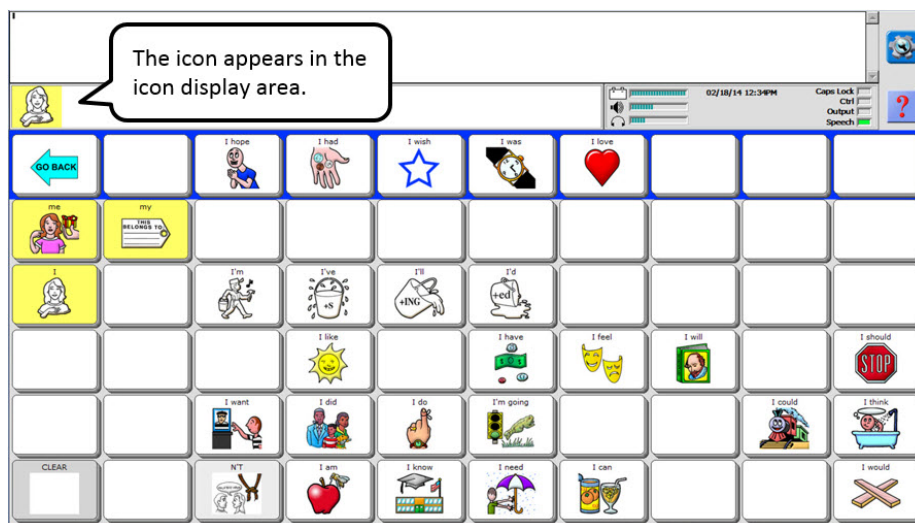 I
The icon appears in the
icon display area.
02/18/14 12:34PM
Caps Lock
Ctrl
Output
Speech
?
GO BACK
I hope
I had
I wish
I was
I love
me
my
THIS
BELONGS TO
I
I'm
I've
+S
I'll
+ING
I'd
+ed
I like
I have
I feel
I will
I should
STOP
I want
I did
I do
I'm going
I could
I think
CLEAR
N'T
I am
I know
I need
I can
I would